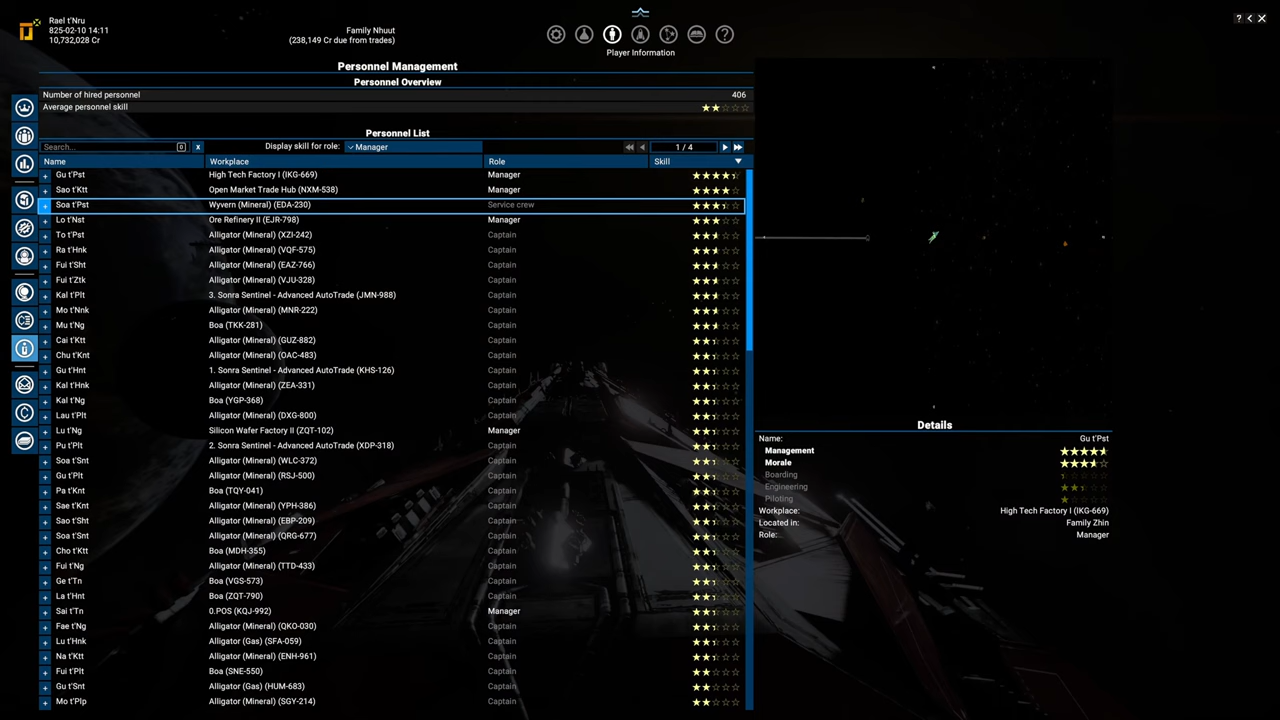 Rael t'Nru
825-02-10 14:11
10,732,028 Cr
Family Nhuut
(238,149 Cr due from trades)
Player Information
? < X
Personnel Management
Personnel Overview
Number of hired personnel 406
Average personnel skill
Personnel List
Search... 0 x Display skill for role: Manager 1 / 4
Name Workplace Role Skill
Gu t'Pst High Tech Factory I (IKG-669) Manager
Sao t'Ktt Open Market Trade Hub (NXM-538) Manager
Soa t'Pst Wyvern (Mineral) (EDA-230) Service crew
Lo t'Nst Ore Refinery II (EJR-798) Manager
To t'Pst Alligator (Mineral) (XZI-242) Captain
Ra t'Hnk Alligator (Mineral) (VQF-575) Captain
Fui t'Sht Alligator (Mineral) (EAZ-766) Captain
Fui t'Ztk Alligator (Mineral) (VJU-328) Captain
Kal t'Plt 3. Sonra Sentinel - Advanced AutoTrade (JMN-988) Captain
Mo t'Nnk Alligator (Mineral) (MNR-222) Captain
Mu t'Ng Boa (TKK-281) Captain
Cai t'Ktt Alligator (Mineral) (GUZ-882) Captain
Chu t'Knt Alligator (Mineral) (OAC-483) Captain
Gu t'Hnt 1. Sonra Sentinel - Advanced AutoTrade (KHS-126) Captain
Kal t'Hnk Alligator (Mineral) (ZEA-331) Captain
Kal t'Ng Boa (YGP-368) Captain
Lau t'Plt Alligator (Mineral) (DXG-800) Captain
Lu t'Ng Silicon Wafer Factory II (ZQT-102) Manager
Pu t'Plt 2. Sonra Sentinel - Advanced AutoTrade (XDP-318) Captain
Soa t'Snt Alligator (Mineral) (WLC-372) Captain
Gu t'Plt Alligator (Mineral) (RSJ-500) Captain
Pa t'Knt Boa (TQY-041) Captain
Sae t'Knt Alligator (Mineral) (YPH-386) Captain
Sao t'Sht Alligator (Mineral) (EBP-209) Captain
Soa t'Snt Alligator (Mineral) (QRG-677) Captain
Cho t'Ktt Boa (MDH-355) Captain
Fui t'Ng Alligator (Mineral) (TTD-433) Captain
Ge t'Tn Boa (VGS-573) Captain
La t'Hnt Boa (ZQT-790) Captain
Sai t'Tn 0.POS (KQJ-992) Manager
Fae t'Ng Alligator (Mineral) (QKO-030) Captain
Lu t'Hnk Alligator (Gas) (SFA-059) Captain
Na t'Ktt Alligator (Mineral) (ENH-961) Captain
Fui t'Plt Boa (SNE-550) Captain
Gu t'Snt Alligator (Gas) (HUM-683) Captain
Mo t'Plp Alligator (Mineral) (SGY-214) Captain
Details
Name: Gu t'Pst
Management
Morale
Boarding
Engineering
Piloting
Workplace: High Tech Factory I (IKG-669)
Located in: Family Zhin
Role: Manager